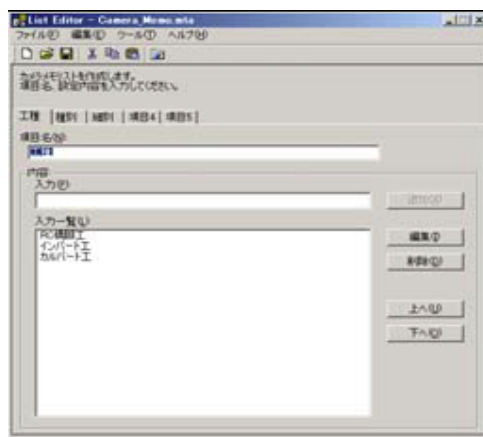 List Editor - Camera_Memo.mta
ファイル(F) 編集(E) ツール(T) ヘルプ(H)
カメラメモリストを作成します。
項目名、設定内容を入力してください。
工種 種別 細別 項目4 項目5
項目名(N)
内容
入力(P)
追加(A)
入力一覧(L)
RC橋脚工
インバート工
カルバート工
編集(I)
削除(D)
上へ(U)
下へ(O)